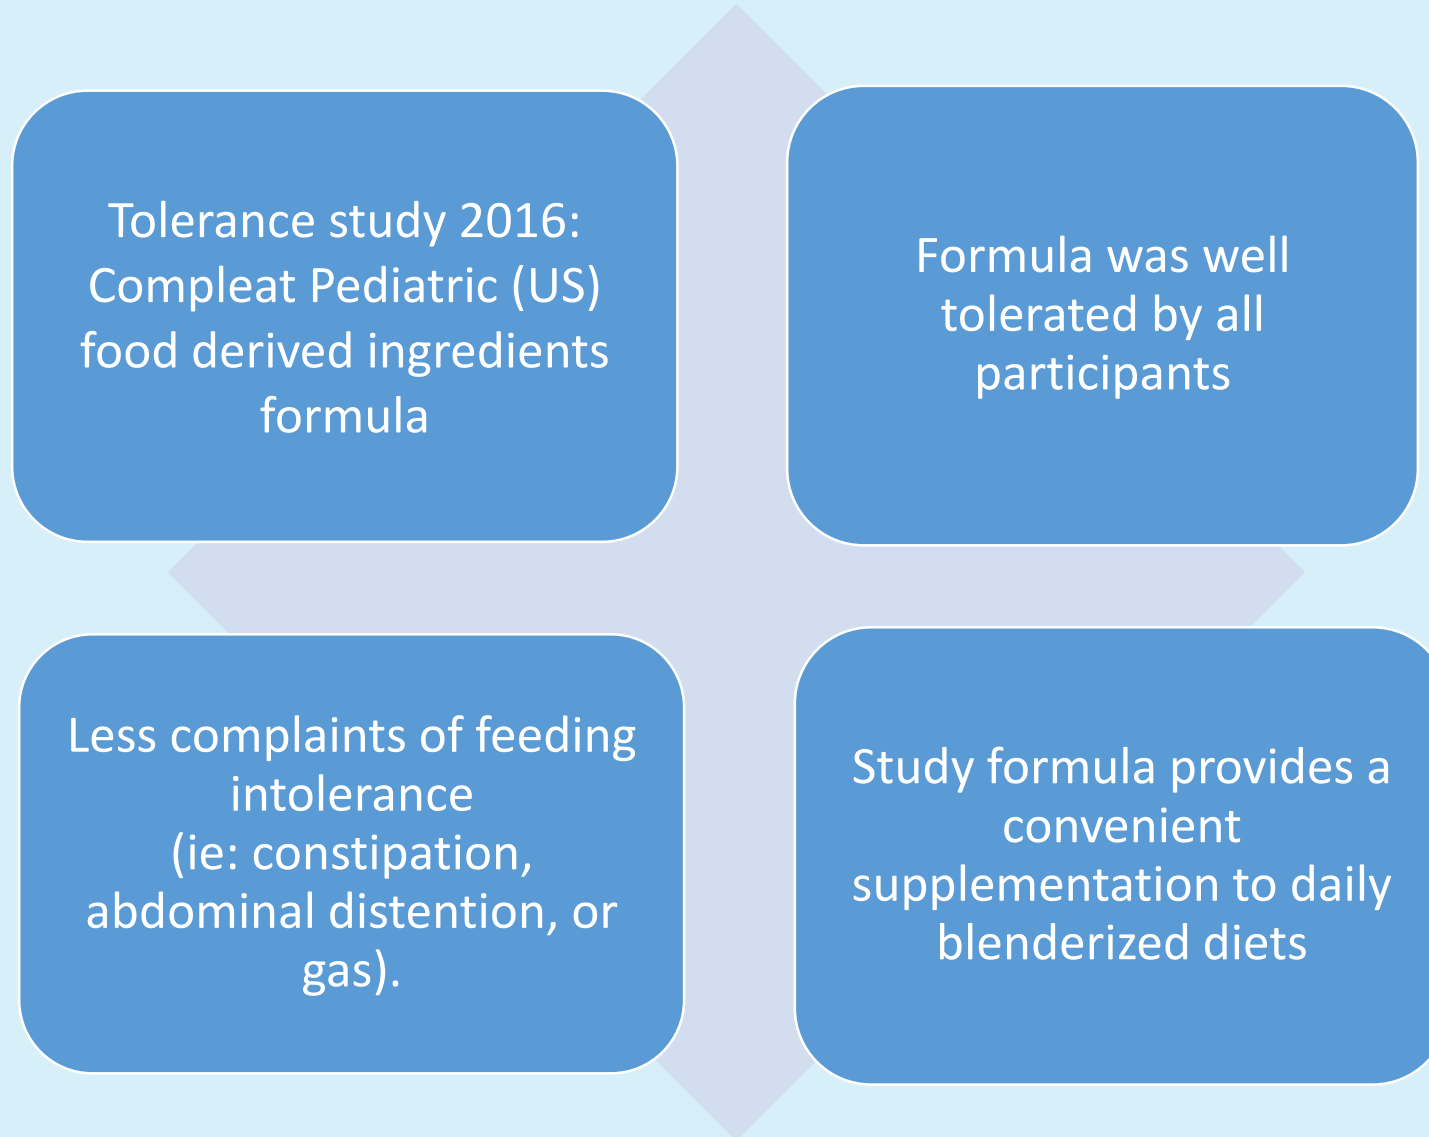 Tolerance study 2016:
Compleat Pediatric (US)
food derived ingredients
formula
Formula was well
tolerated by all
participants
Less complaints of feeding
intolerance
(ie: constipation,
abdominal distention, or
gas).
Study formula provides a
convenient
supplementation to daily
blenderized diets